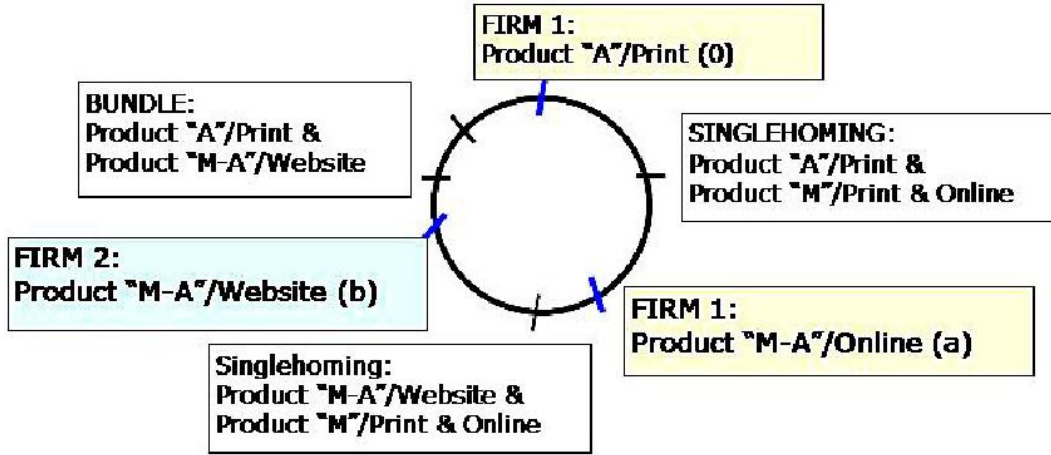 FIRM 1:
Product “A”/Print (0)
BUNDLE:
Product “A”/Print &
Product “M-A”/Website
SINGLEHOMING:
Product “A”/Print &
Product “M”/Print & Online
FIRM 2:
Product “M-A”/Website (b)
FIRM 1:
Product “M-A”/Online (a)
Singlehoming:
Product “M-A”/Website &
Product “M”/Print & Online